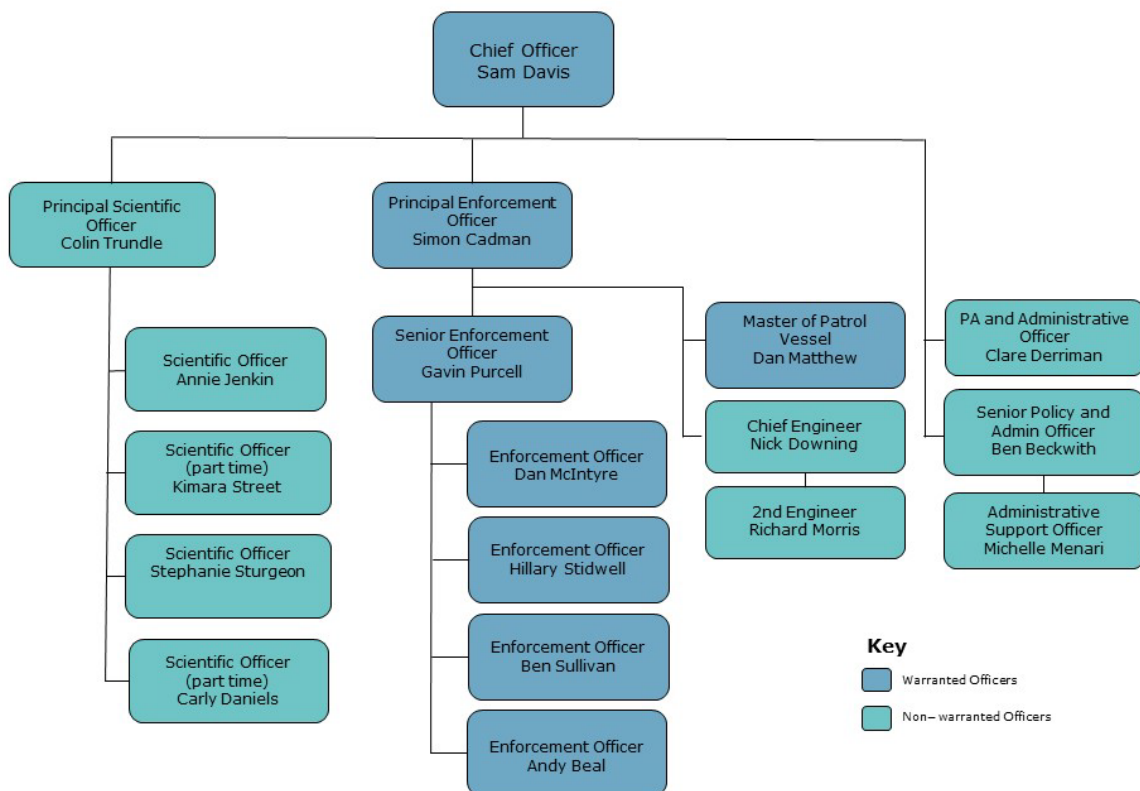 Chief Officer
Sam Davis
Principal Scientific
Officer
Colin Trundle
Scientific Officer
Annie Jenkin
Scientific Officer
(part time)
Kimara Street
Scientific Officer
Stephanie Sturgeon
Scientific Officer
(part time)
Carly Daniels
Principal Enforcement
Officer
Simon Cadman
Senior Enforcement
Officer
Gavin Purcell
Enforcement Officer
Dan McIntyre
Enforcement Officer
Hillary Stidwell
Enforcement Officer
Ben Sullivan
Enforcement Officer
Andy Beal
Master of Patrol
Vessel
Dan Matthew
Chief Engineer
Nick Downing
2nd Engineer
Richard Morris
PA and Administrative
Officer
Clare Derriman
Senior Policy and
Admin Officer
Ben Beckwith
Administrative
Support Officer
Michelle Menari
Key
Warranted Officers
Non– warranted Officers